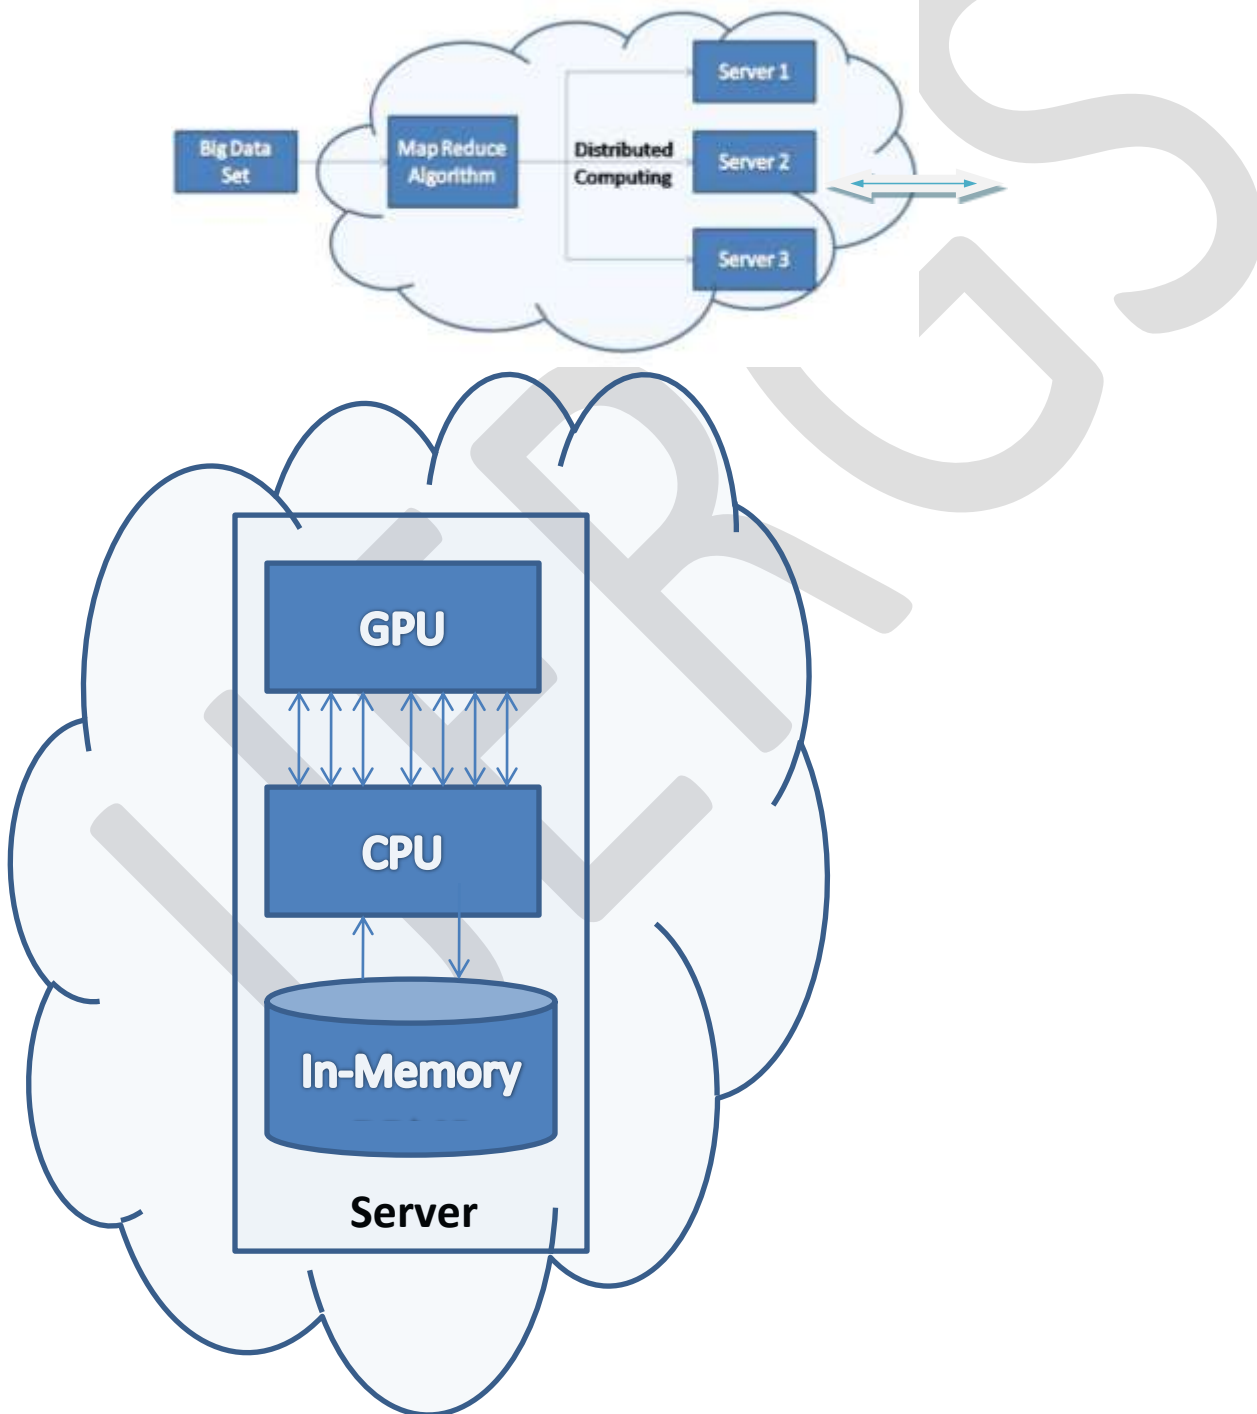 Server 1
Big Data
Set
Map Reduce
Algorithm
Distributed
Computing
Server 2
Server 3
GPU
CPU
In-Memory
Server